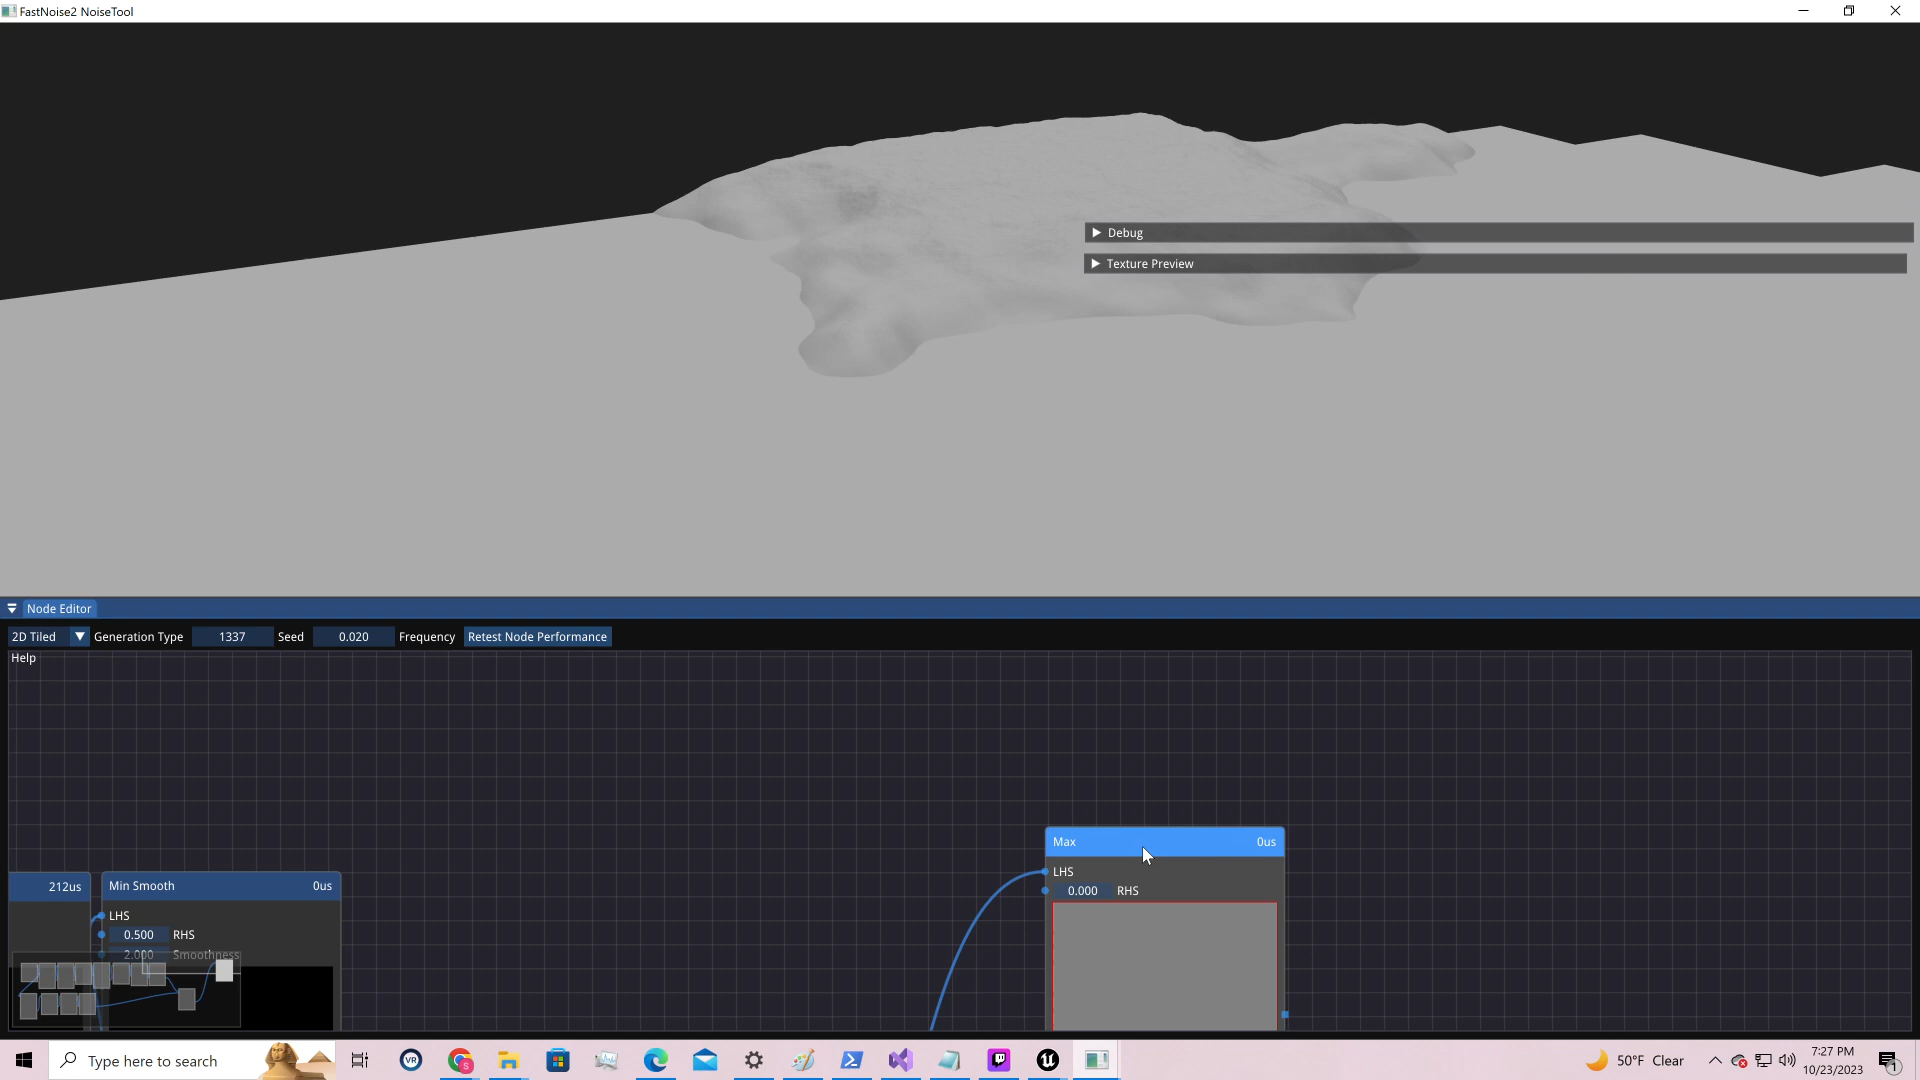 FastNoise2 NoiseTool
Debug
Texture Preview
Node Editor
2D Tiled Generation Type 1337 Seed 0.020 Frequency Retest Node Performance
Help
Max 0us
LHS
0.000 RHS
212us
Min Smooth 0us
LHS
0.500 RHS
2.000 Smoothness
Type here to search
VR
S
50°F Clear
7:27 PM
10/23/2023
1